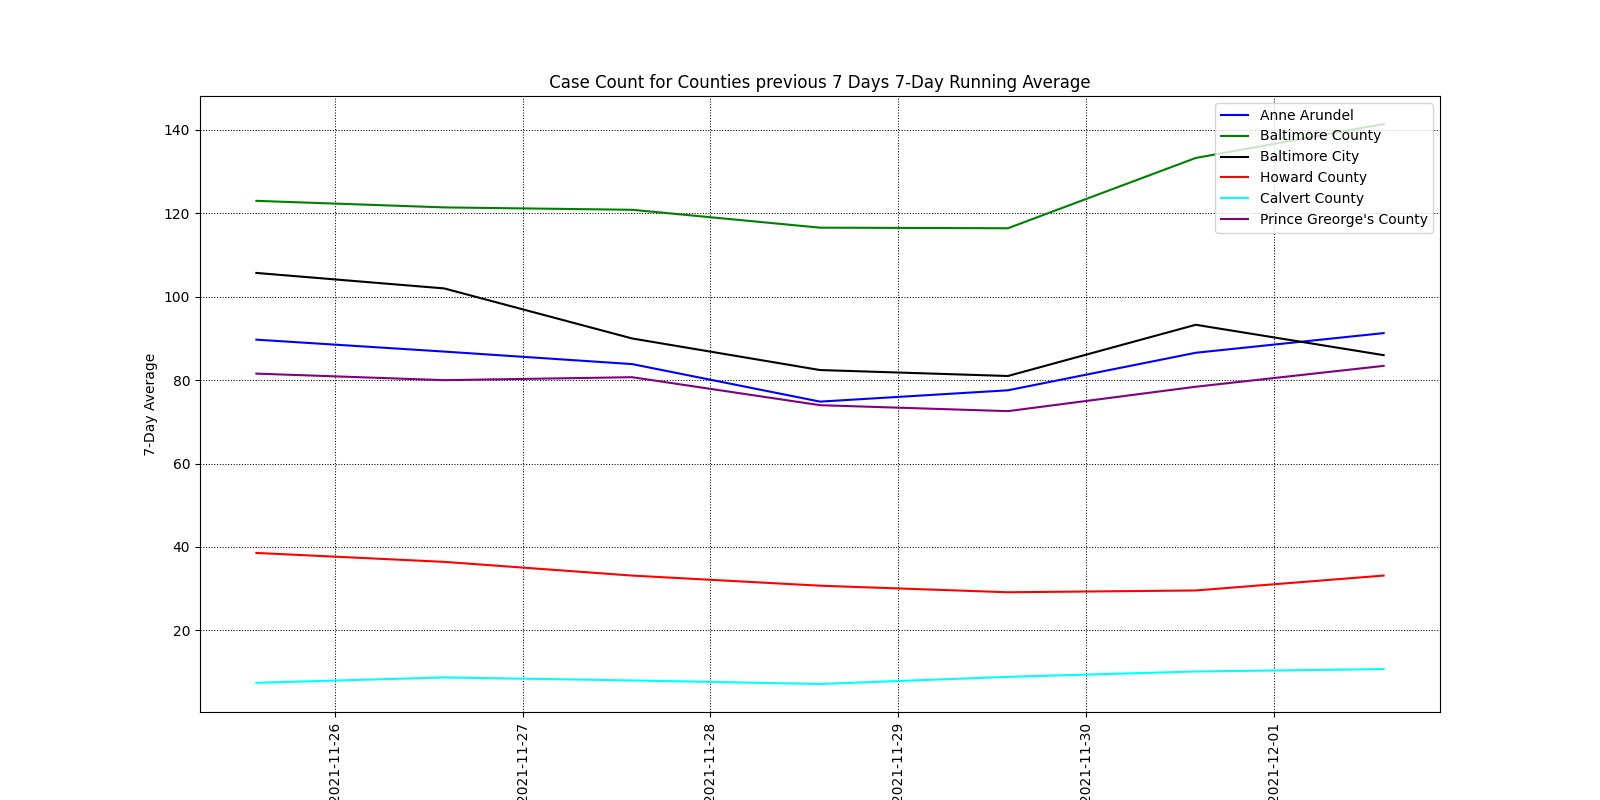 Case Count for Counties previous 7 Days 7-Day Running Average
Anne Arundel
Baltimore County
Baltimore City
Howard County
Calvert County
Prince Greorge's County
7-Day Average
140
120
100
80
60
40
20
2021-11-26
2021-11-27
2021-11-28
2021-11-29
2021-11-30
2021-12-01